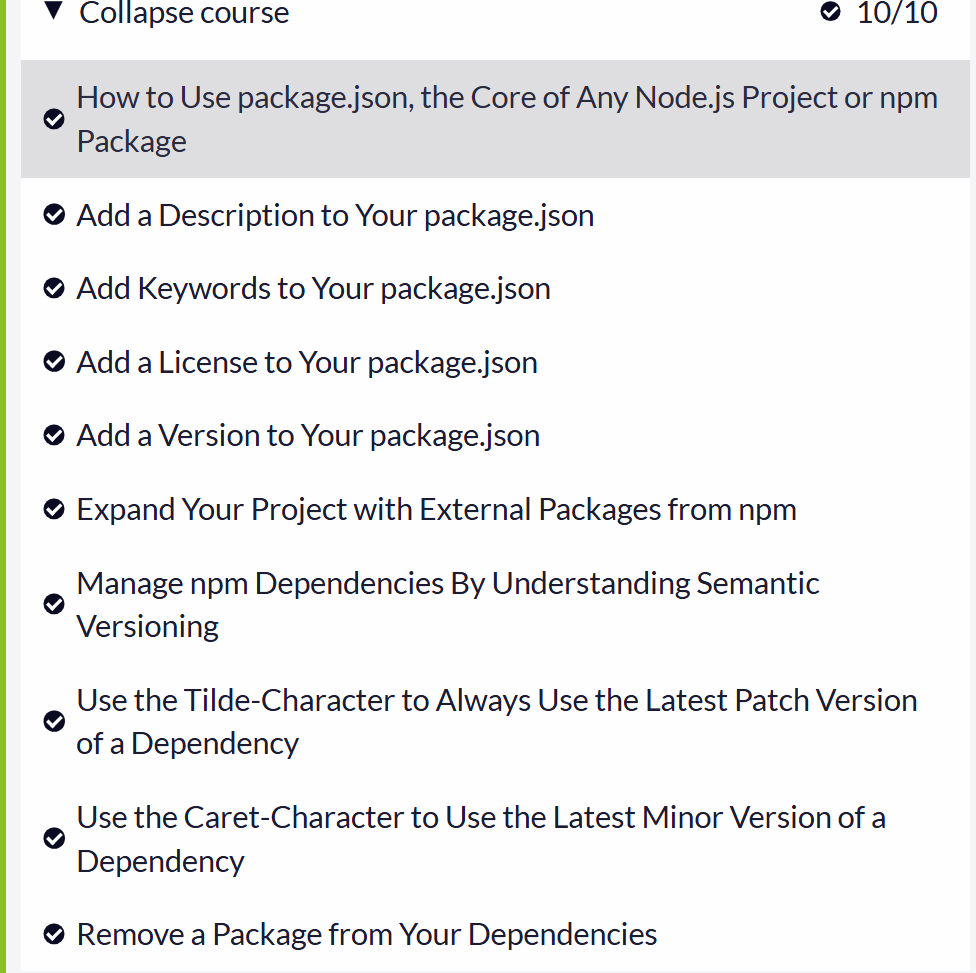 Collapse course
10/10
How to Use package.json, the Core of Any Node.js Project or npm
Package
Add a Description to Your package.json
Add Keywords to Your package.json
Add a License to Your package.json
Add a Version to Your package.json
Expand Your Project with External Packages from npm
Manage npm Dependencies By Understanding Semantic
Versioning
Use the Tilde-Character to Always Use the Latest Patch Version
of a Dependency
Use the Caret-Character to Use the Latest Minor Version of a
Dependency
Remove a Package from Your Dependencies